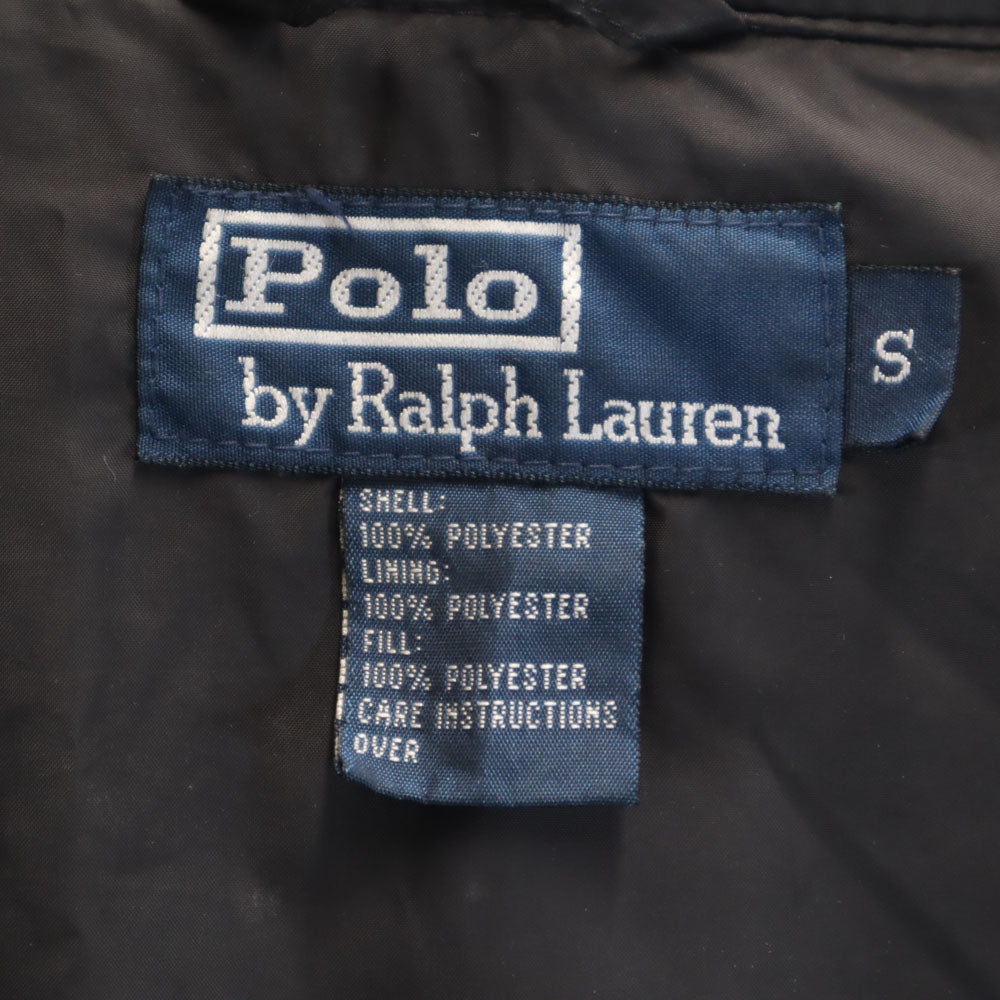 Polo
by Ralph Lauren
S
SHELL:
100% POLYESTER
LINING:
100% POLYESTER
FILL:
100% POLYESTER
CARE INSTRUCTIONS
OVER